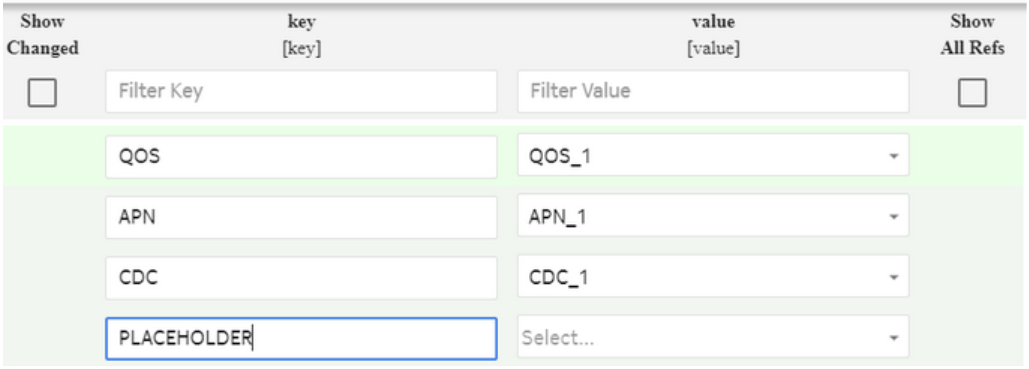 Show key value Show
Changed [key] [value] All Refs
Filter Key Filter Value
QOS QOS_1
APN APN_1
CDC CDC_1
PLACEHOLDER Select...